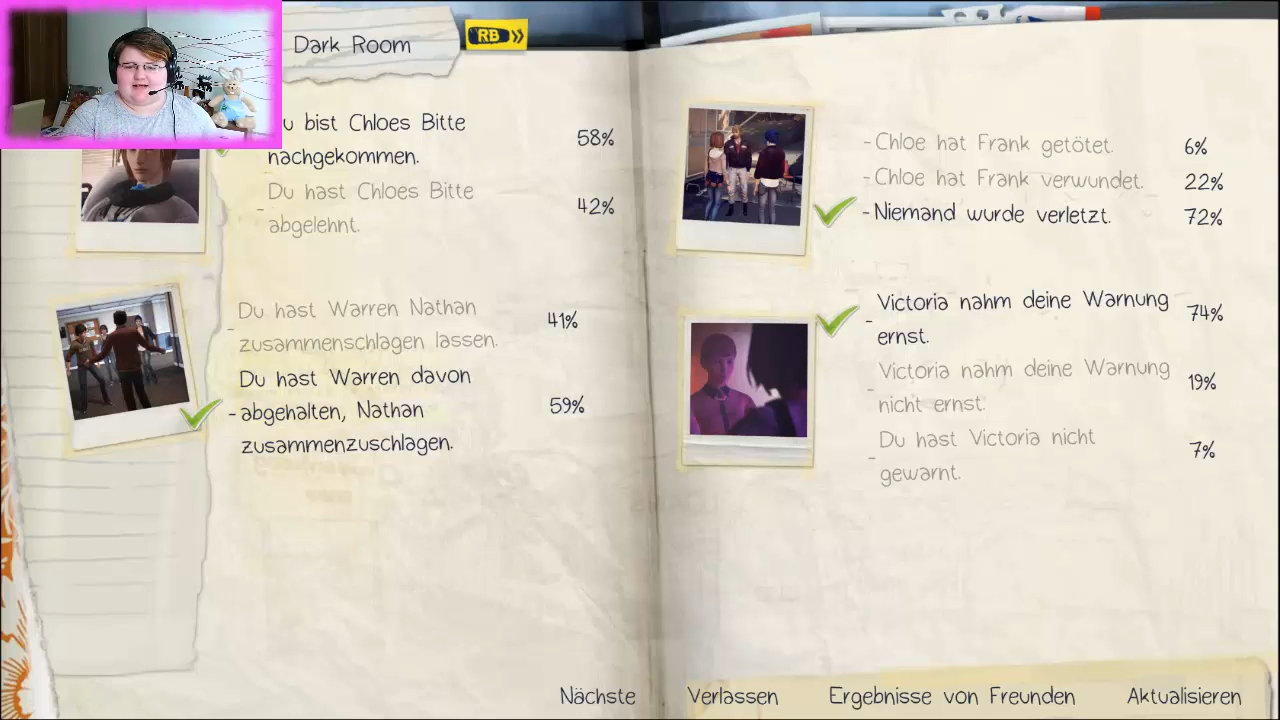 Dark Room
RB
u bist Chloes Bitte
nachgekommen.
58%
- Du hast Chloes Bitte
abgelehnt.
42%
- Du hast Warren Nathan
zusammenschlagen lassen.
41%
Du hast Warren davon
- abgehalten, Nathan
zusammenzuschlagen.
59%
- Chloe hat Frank getötet. 6%
- Chloe hat Frank verwundet. 22%
- Niemand wurde verletzt. 72%
- Victoria nahm deine Warnung
ernst.
74%
- Victoria nahm deine Warnung
nicht ernst.
19%
- Du hast Victoria nicht
gewarnt.
7%
Nächste Verlassen Ergebnisse von Freunden Aktualisieren